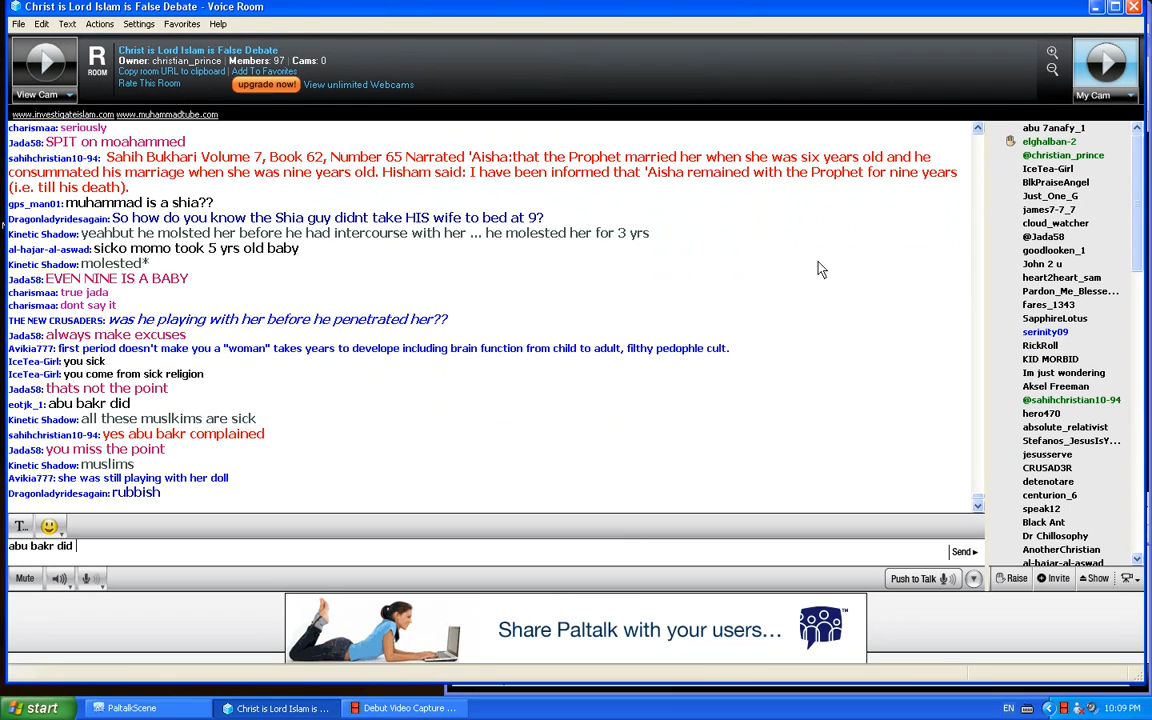 Christ is Lord Islam is False Debate - Voice Room
File Edit Text Actions Settings Favorites Help
View Cam
R
ROOM
Christ is Lord Islam is False Debate
Owner: christian_prince | Members: 97 | Cams: 0
Copy room URL to clipboard | Add To Favorites
Rate This Room
upgrade now! View unlimited Webcams
My Cam
www.investigateislam.com www.muhammadtube.com
charismaa: seriously
Jada58: SPIT on moahammed
sahihchristian10-94: Sahih Bukhari Volume 7, Book 62, Number 65 Narrated 'Aisha:that the Prophet married her when she was six years old and he
consummated his marriage when she was nine years old. Hisham said: I have been informed that 'Aisha remained with the Prophet for nine years
(i.e. till his death).
gps_man01: muhammad is a shia??
Dragonladyridesagain: So how do you know the Shia guy didnt take HIS wife to bed at 9?
Kinetic Shadow: yeahbut he molsted her before he had intercourse with her ... he molested her for 3 yrs
al-hajar-al-aswad: sicko momo took 5 yrs old baby
Kinetic Shadow: molested*
Jada58: EVEN NINE IS A BABY
charismaa: true jada
charismaa: dont say it
THE NEW CRUSADERS: was he playing with her before he penetrated her??
Jada58: always make excuses
Avikia777: first period doesn't make you a "woman" takes years to develope including brain function from child to adult, filthy pedophle cult.
IceTea-Girl: you sick
IceTea-Girl: you come from sick religion
Jada58: thats not the point
eotjk_1: abu bakr did
Kinetic Shadow: all these muslkims are sick
sahihchristian10-94: yes abu bakr complained
Jada58: you miss the point
Kinetic Shadow: muslims
Avikia777: she was still playing with her doll
Dragonladyridesagain: rubbish
abu 7anafy_1
elghalban-2
@christian_prince
IceTea-Girl
BlkPraiseAngel
Just_One_G
james7-7_7
cloud_watcher
@Jada58
goodlooken_1
John 2 u
heart2heart_sam
Pardon_Me_Blesse...
fares_1343
SapphireLotus
serinity09
RickRoll
KID MORBID
Im just wondering
Aksel Freeman
@sahihchristian10-94
hero470
absolute_relativist
Stefanos_JesusIsY...
jesusserve
CRUSAD3R
detenotare
centurion_6
speak12
Black Ant
Dr Chillosophy
AnotherChristian
al-hajar-al-aswad
T...
abu bakr did
Send
Mute
Push to Talk
Raise Invite Show
Share Paltalk with your users...
TM
start PaltalkScene Christ is Lord Islam is ... Debut Video Capture ... EN 10:09 PM